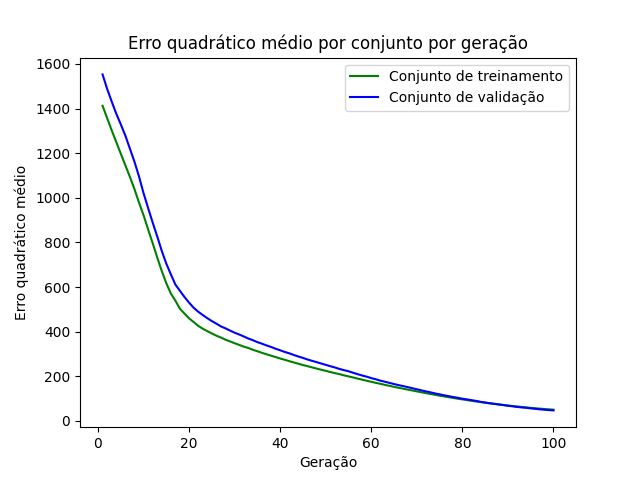 Erro quadrático médio por conjunto por geração
1600
1400
1200
1000
800
600
400
200
0
Erro quadrático médio
Conjunto de treinamento
Conjunto de validação
0 20 40 60 80 100
Geração